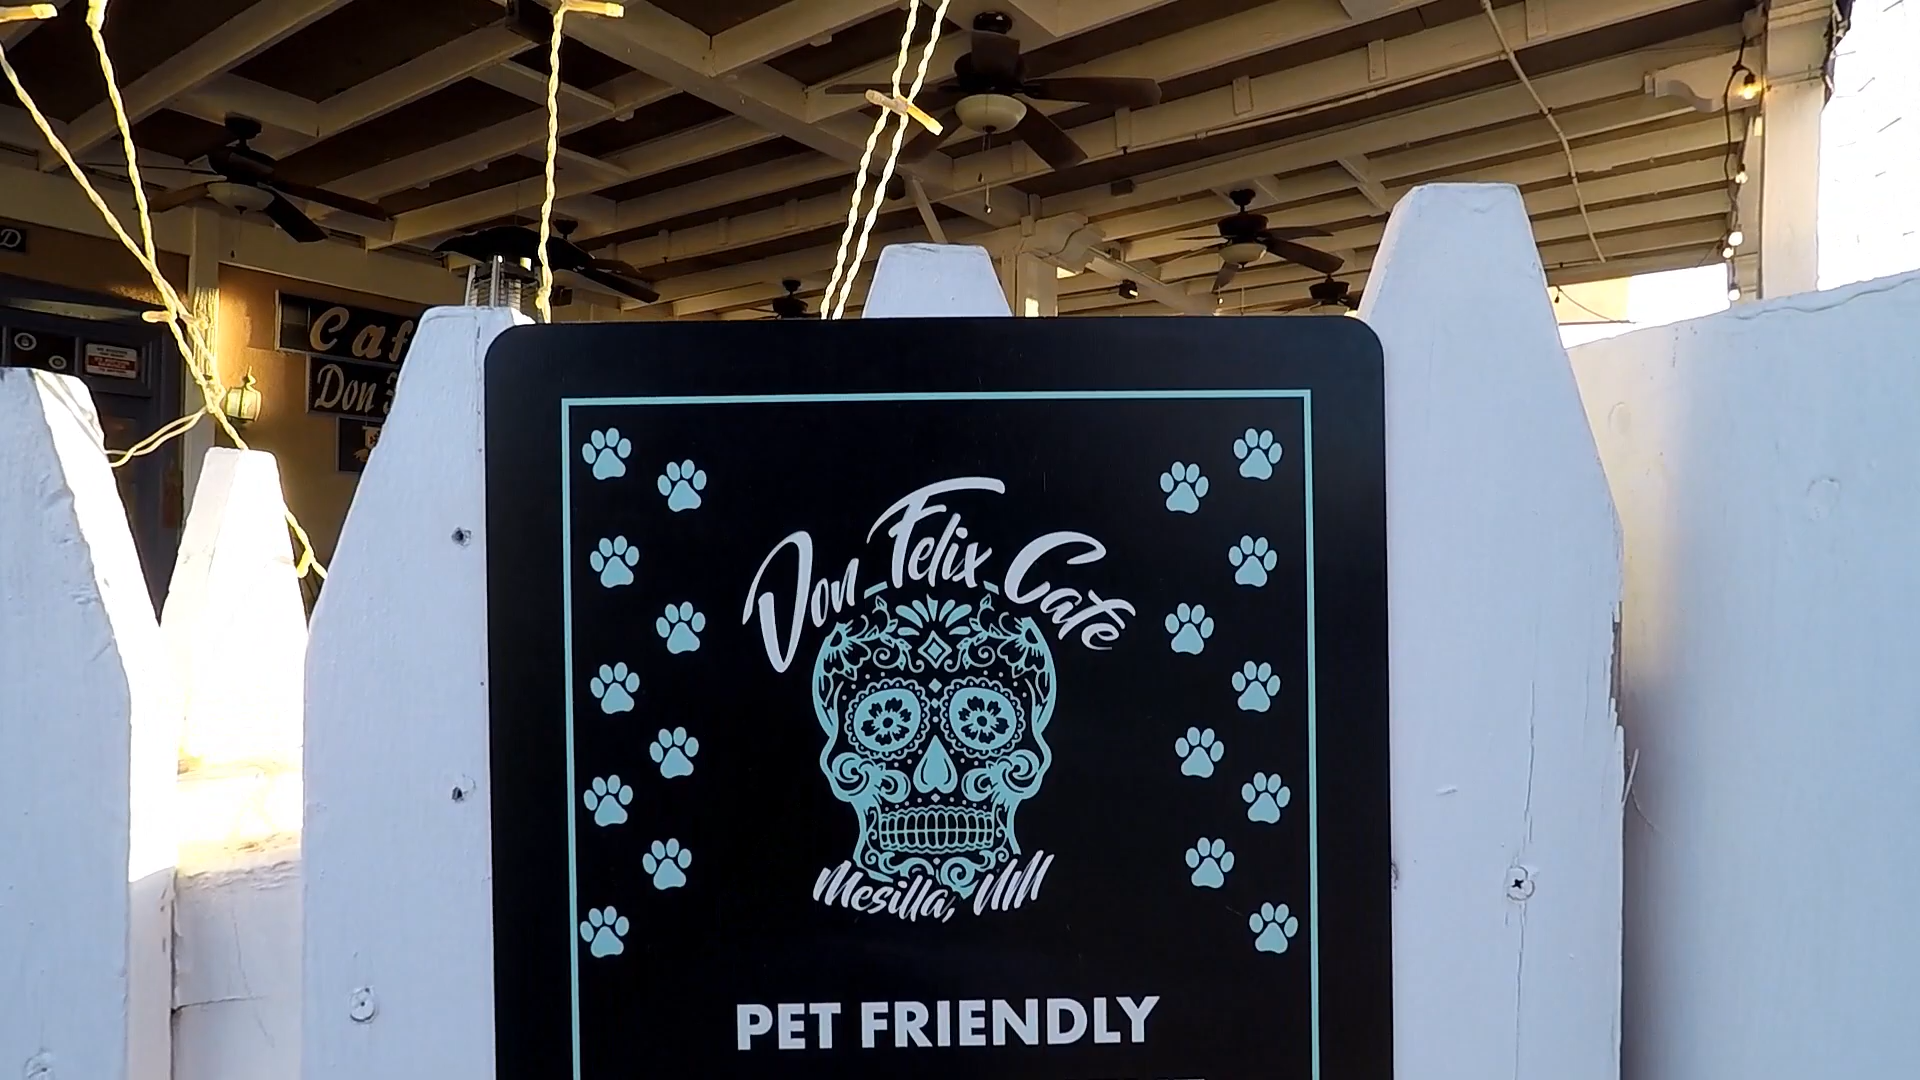 D
Caf
Don
Don Felix Cafe
Mesilla, NM
PET FRIENDLY